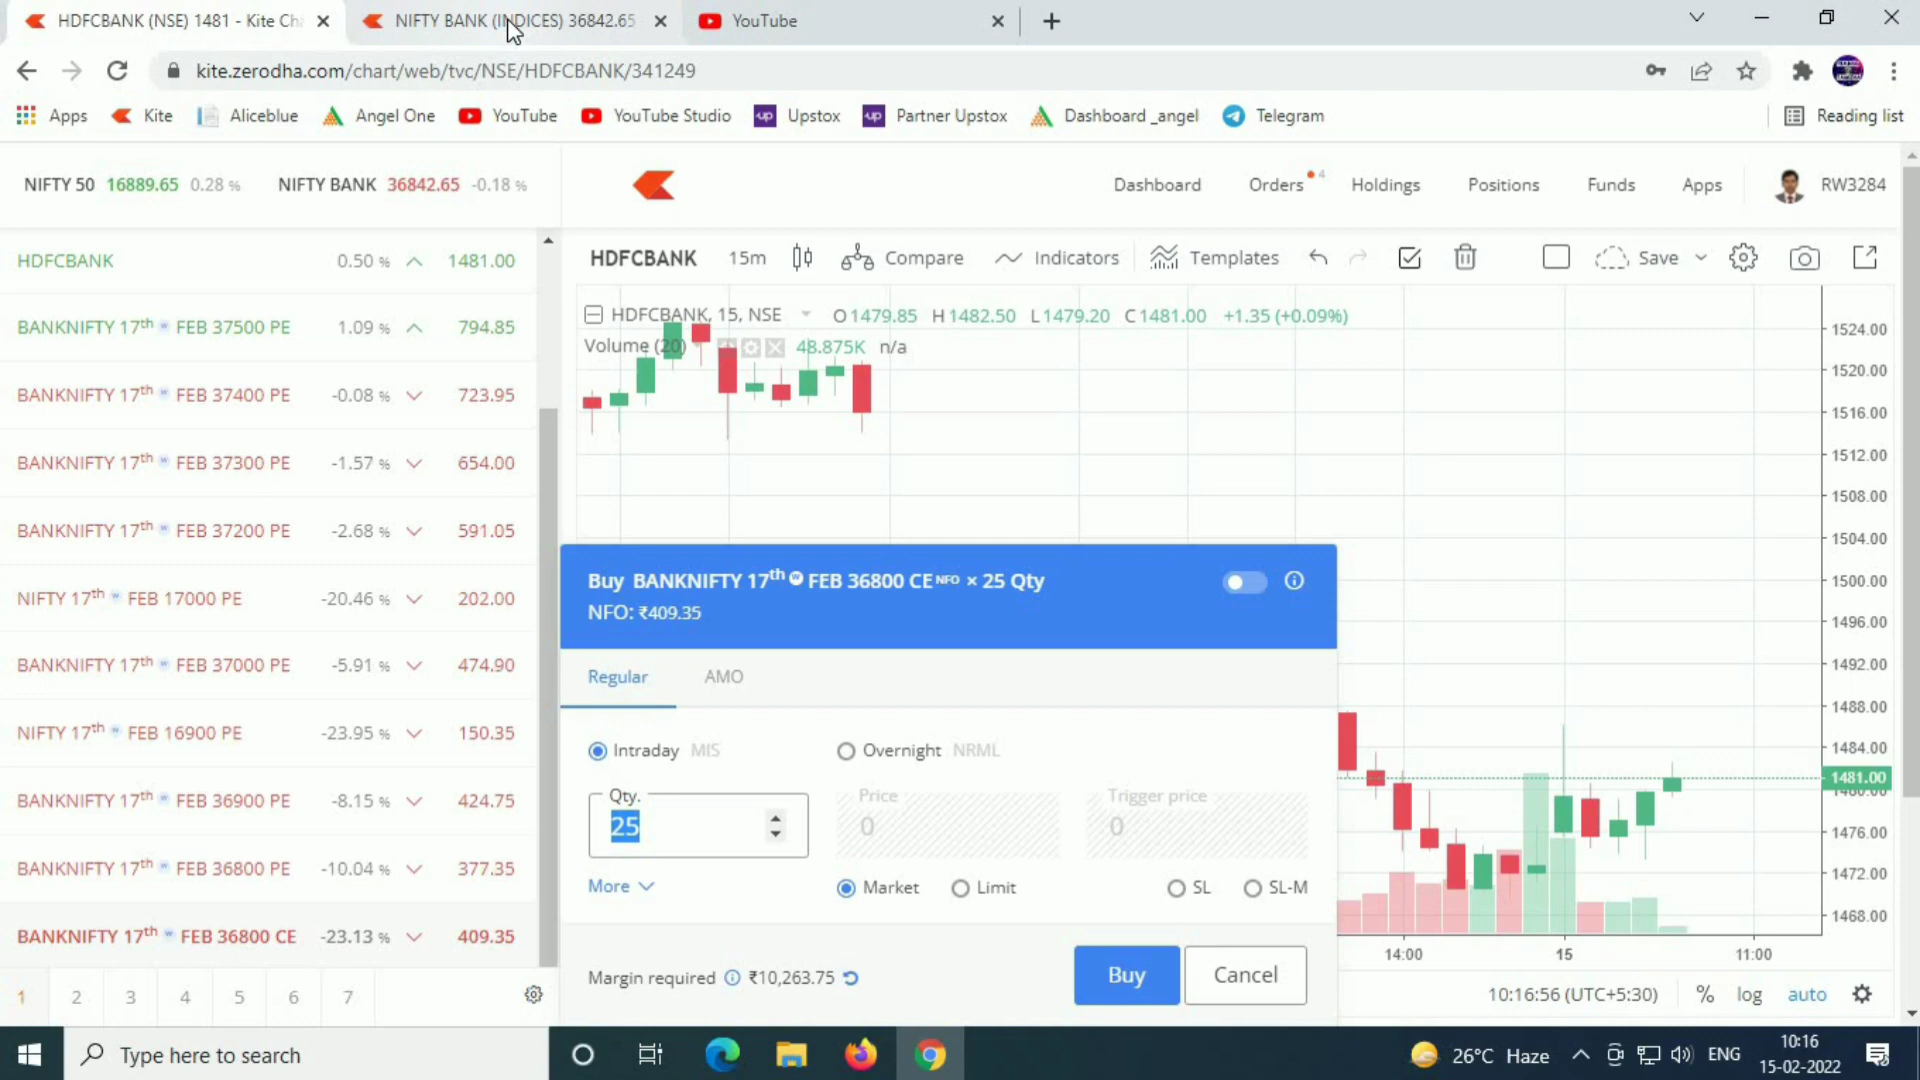 HDFCBANK (NSE) 1481 - Kite Ch
NIFTY BANK (INDICES) 36842.65
YouTube
kite.zerodha.com/chart/web/tvc/NSE/HDFCBANK/341249
Apps Kite Aliceblue Angel One YouTube YouTube Studio Upstox Partner Upstox Dashboard _angel Telegram Reading list
NIFTY 50 16889.65 0.28 % NIFTY BANK 36842.65 -0.18 %
Dashboard Orders 4 Holdings Positions Funds Apps RW3284
HDFCBANK 0.50 % 1481.00
BANKNIFTY 17th w FEB 37500 PE 1.09 % 794.85
BANKNIFTY 17th w FEB 37400 PE -0.08 % 723.95
BANKNIFTY 17th w FEB 37300 PE -1.57 % 654.00
BANKNIFTY 17th w FEB 37200 PE -2.68 % 591.05
NIFTY 17th w FEB 17000 PE -20.46 % 202.00
BANKNIFTY 17th w FEB 37000 PE -5.91 % 474.90
NIFTY 17th w FEB 16900 PE -23.95 % 150.35
BANKNIFTY 17th w FEB 36900 PE -8.15 % 424.75
BANKNIFTY 17th w FEB 36800 PE -10.04 % 377.35
BANKNIFTY 17th w FEB 36800 CE -23.13 % 409.35
1 2 3 4 5 6 7
HDFCBANK 15m Compare Indicators Templates Save
HDFCBANK, 15, NSE O1479.85 H1482.50 L1479.20 C1481.00 +1.35 (+0.09%)
Volume (20) 48.875K n/a
1524.00
1520.00
1516.00
1512.00
1508.00
1504.00
1500.00
1496.00
1492.00
1488.00
1484.00
1481.00
1480.00
1476.00
1472.00
1468.00
Buy BANKNIFTY 17th w FEB 36800 CE NFO × 25 Qty
NFO: ₹409.35
Regular AMO
Intraday MIS Overnight NRML
Qty. Price Trigger price
25 0 0
More Market Limit SL SL-M
Margin required ₹10,263.75 Buy Cancel
14:00 15 11:00
10:16:56 (UTC+5:30) % log auto
Type here to search
26°C Haze ENG 10:16
15-02-2022